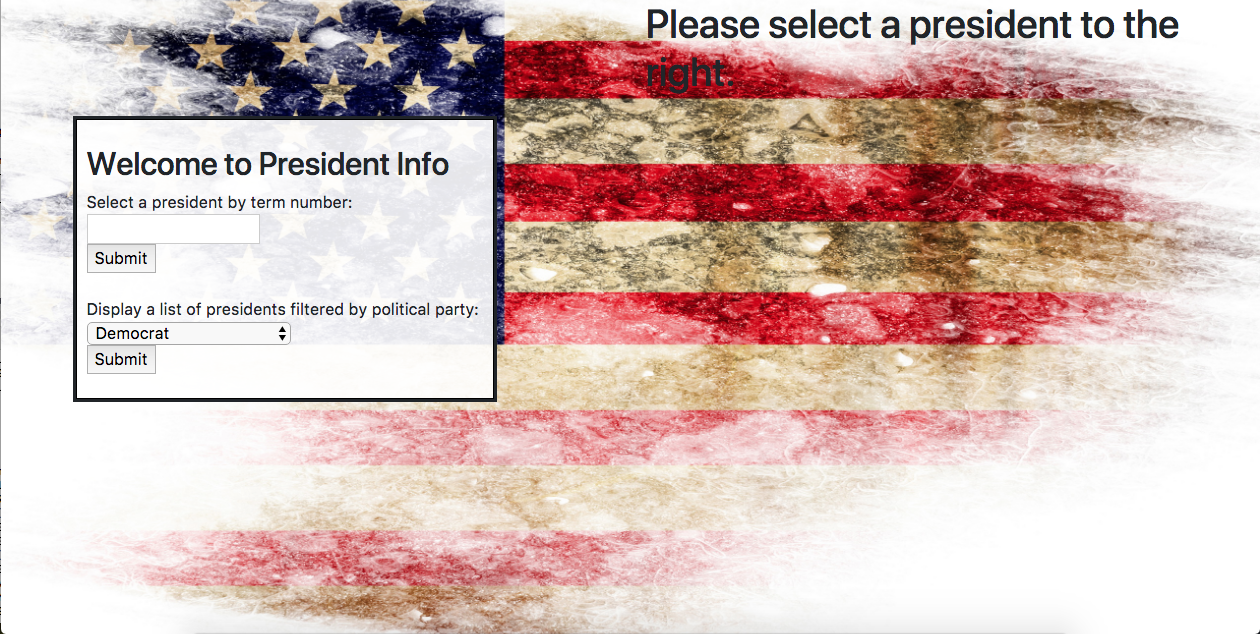 Please select a president to the
right.
Welcome to President Info
Select a president by term number:
Submit
Display a list of presidents filtered by political party:
Democrat
Submit